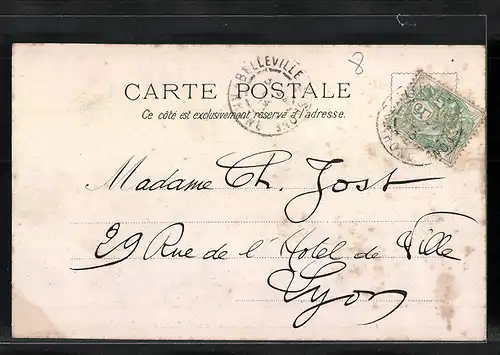 8
BELLEVILLE
CARTE POSTALE
Ce côté est exclusivement réservé à l'adresse.
Madame Ch. Jost
29 Rue de l'Hotel de Ville
Lyon